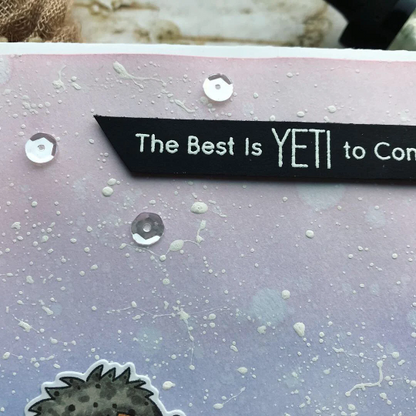 The Best Is YETI to Com